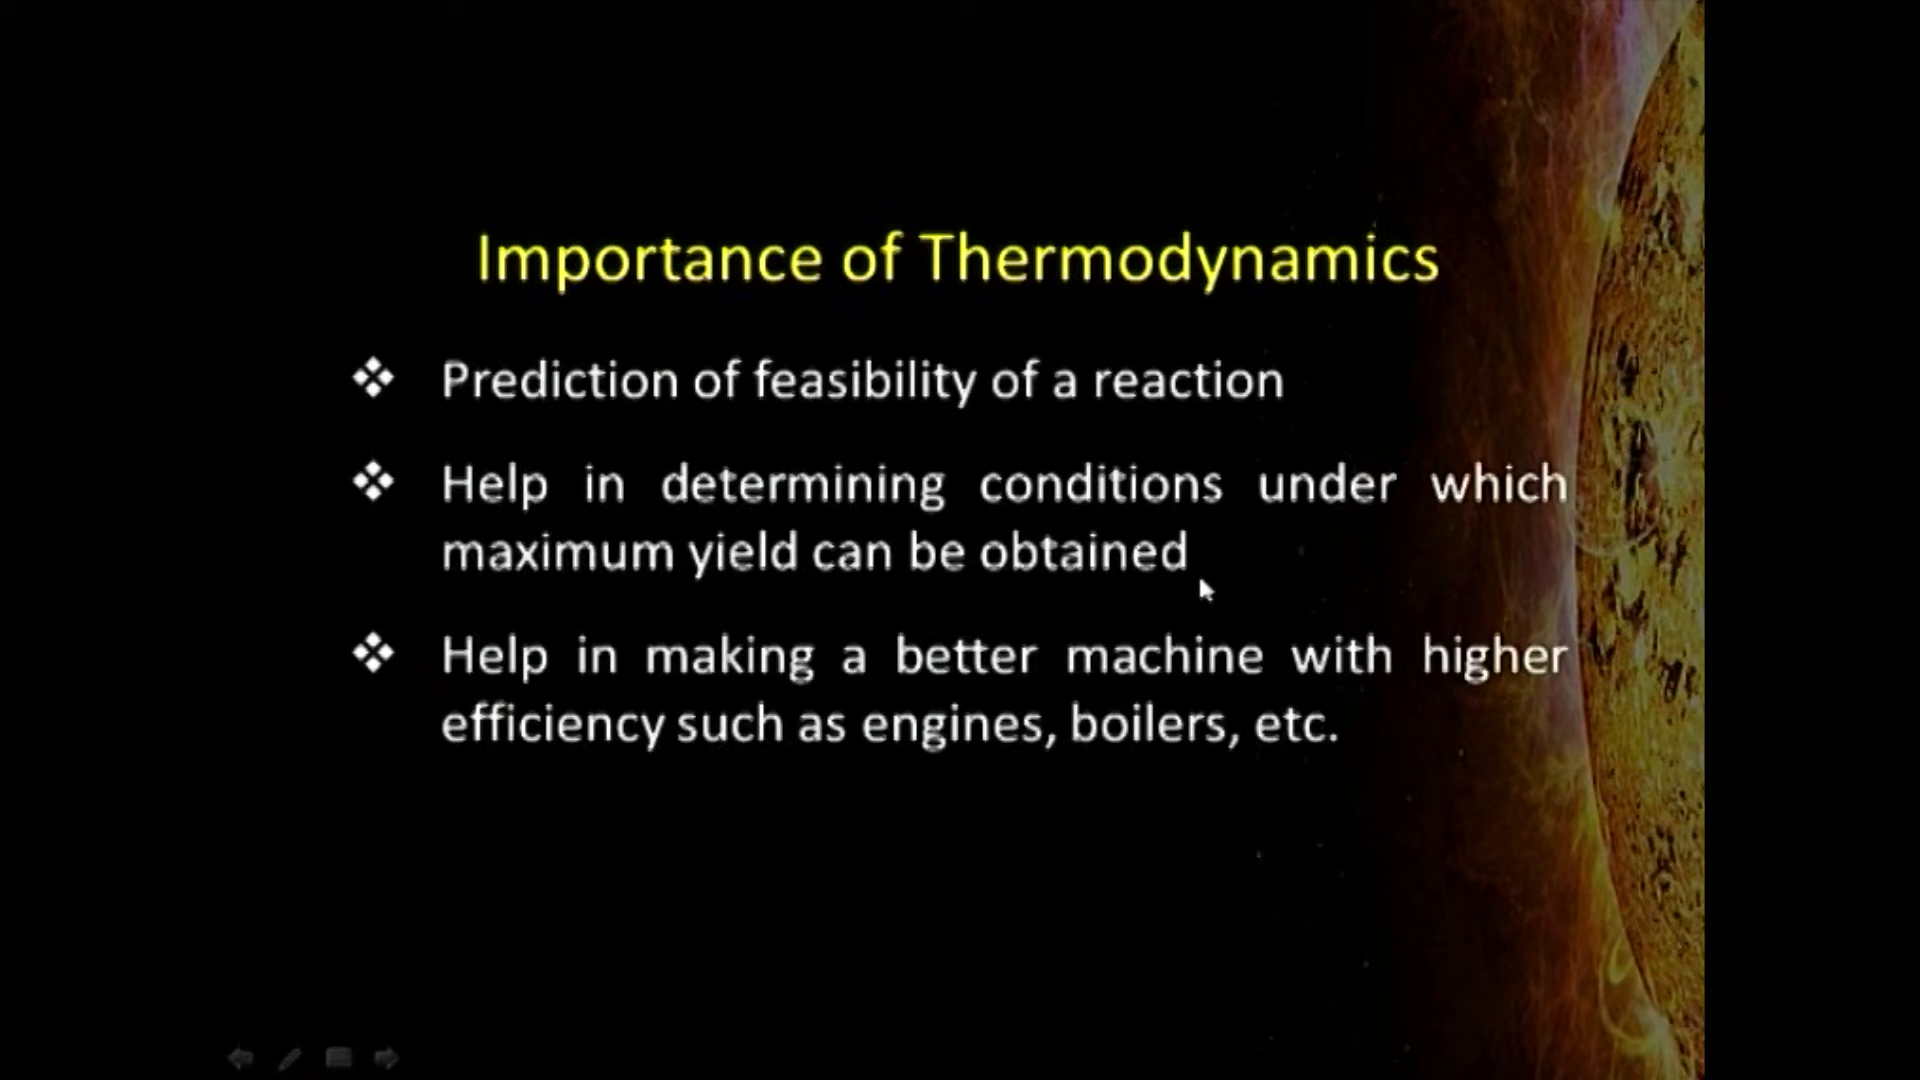 Importance of Thermodynamics
❖ Prediction of feasibility of a reaction
❖ Help in determining conditions under which
maximum yield can be obtained
❖ Help in making a better machine with higher
efficiency such as engines, boilers, etc.